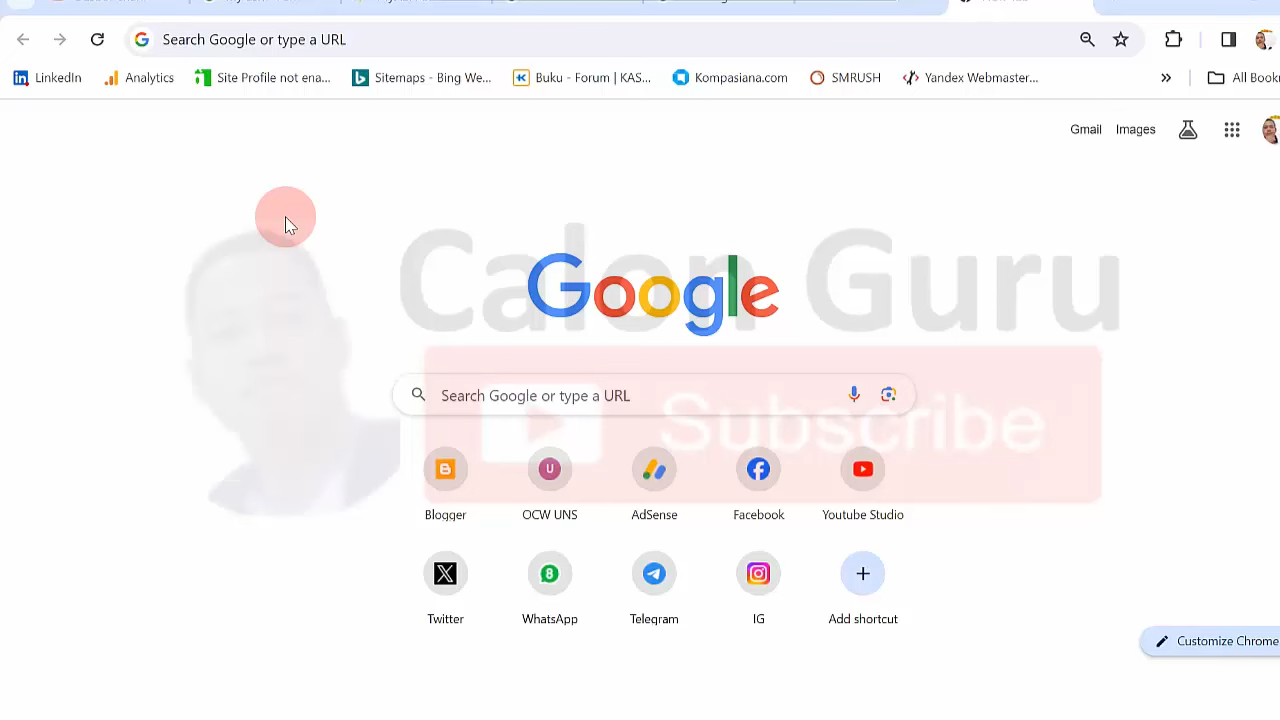 Search Google or type a URL
LinkedIn Analytics Site Profile not ena... Sitemaps - Bing We... Buku - Forum | KAS... Kompasiana.com SMRUSH Yandex Webmaster... » All Book
Gmail Images
Calon Guru
Google
Search Google or type a URL
Subscribe
Blogger OCW UNS AdSense Facebook Youtube Studio
Twitter WhatsApp Telegram IG Add shortcut
Customize Chrome